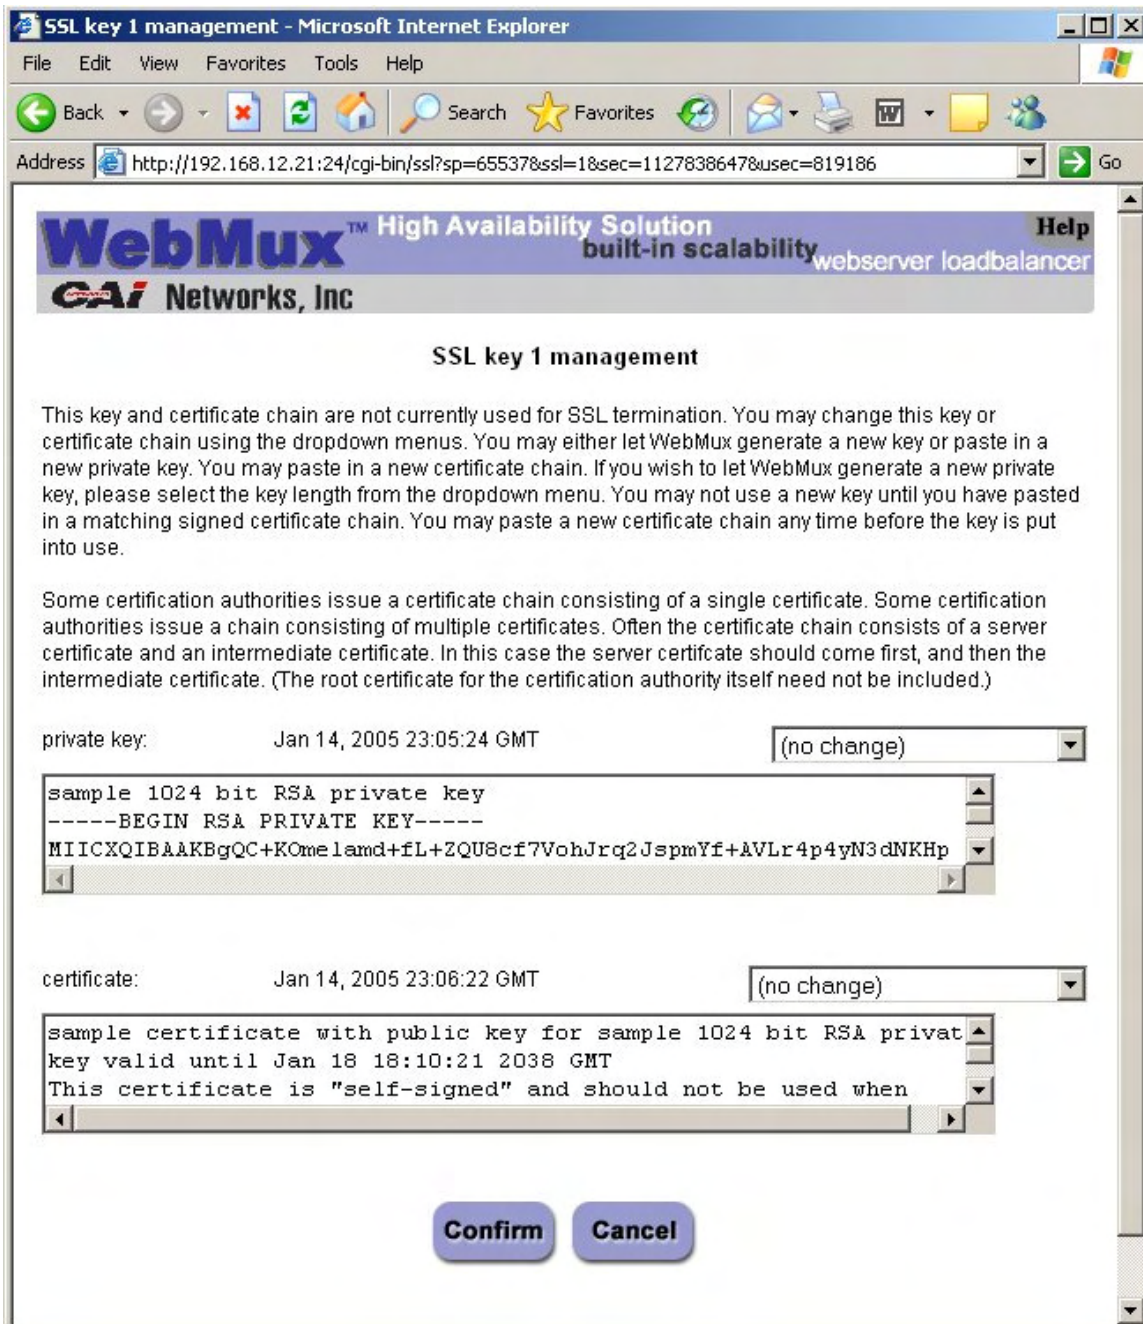 SSL key 1 management - Microsoft Internet Explorer
File Edit View Favorites Tools Help
Back Search Favorites
Address http://192.168.12.21:24/cgi-bin/ssl?sp=65537&ssl=1&sec=1127838647&usec=819186 Go
WebMux™ High Availability Solution Help
built-in scalability
webserver loadbalancer
CAi Networks, Inc
SSL key 1 management
This key and certificate chain are not currently used for SSL termination. You may change this key or
certificate chain using the dropdown menus. You may either let WebMux generate a new key or paste in a
new private key. You may paste in a new certificate chain. If you wish to let WebMux generate a new private
key, please select the key length from the dropdown menu. You may not use a new key until you have pasted
in a matching signed certificate chain. You may paste a new certificate chain any time before the key is put
into use.
Some certification authorities issue a certificate chain consisting of a single certificate. Some certification
authorities issue a chain consisting of multiple certificates. Often the certificate chain consists of a server
certificate and an intermediate certificate. In this case the server certifcate should come first, and then the
intermediate certificate. (The root certificate for the certification authority itself need not be included.)
private key: Jan 14, 2005 23:05:24 GMT (no change)
sample 1024 bit RSA private key
-----BEGIN RSA PRIVATE KEY-----
MIICXQIBAAKBgQC+KOmelamd+fL+ZQU8cf7VohJrq2JspmYf+AVLr4p4yN3dNKHp
certificate: Jan 14, 2005 23:06:22 GMT (no change)
sample certificate with public key for sample 1024 bit RSA privat
key valid until Jan 18 18:10:21 2038 GMT
This certificate is "self-signed" and should not be used when
Confirm Cancel